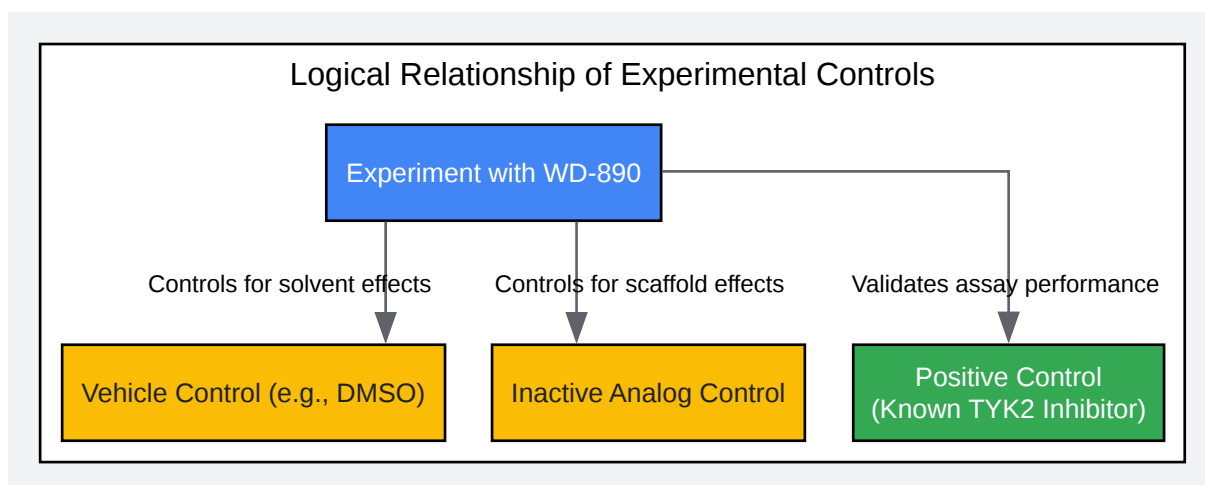 Logical Relationship of Experimental Controls
Experiment with WD-890
Controls for solvent effects
Controls for scaffold effects
Validates assay performance
Vehicle Control (e.g., DMSO)
Inactive Analog Control
Positive Control
(Known TYK2 Inhibitor)